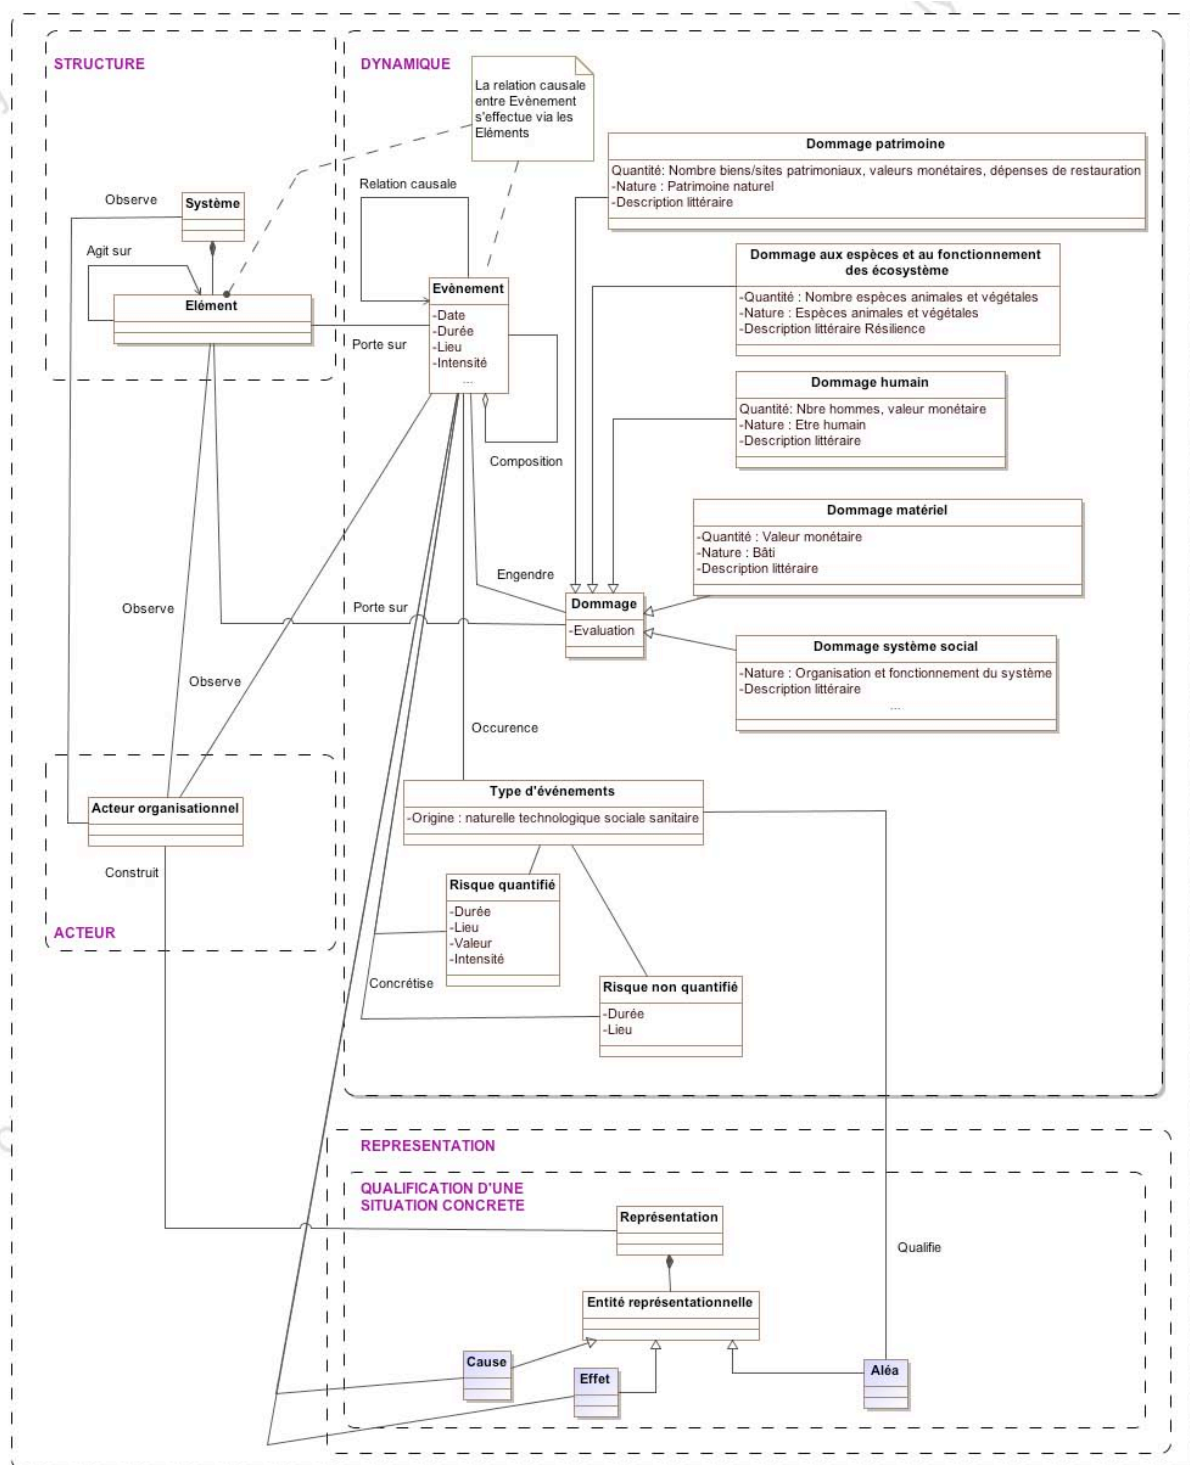 STRUCTURE
DYNAMIQUE
La relation causale
entre Evènement
s'effectue via les
Eléments
Dommage patrimoine
Quantité: Nombre biens/sites patrimoniaux, valeurs monétaires, dépenses de restauration
-Nature : Patrimoine naturel
-Description littéraire
Relation causale
Observe
Système
Agit sur
Elément
Dommage aux espèces et au fonctionnement
des écosystème
-Quantité : Nombre espèces animales et végétales
-Nature : Espèces animales et végétales
-Description littéraire Résilience
Evènement
-Date
-Durée
-Lieu
-Intensité
...
Porte sur
Dommage humain
Quantité: Nbre hommes, valeur monétaire
-Nature : Etre humain
-Description littéraire
Composition
Dommage matériel
-Quantité : Valeur monétaire
-Nature : Bâti
-Description littéraire
Engendre
Observe
Porte sur
Dommage
-Evaluation
Dommage système social
-Nature : Organisation et fonctionnement du système
-Description littéraire
...
Observe
Occurence
Type d'événements
-Origine : naturelle technologique sociale sanitaire
Acteur organisationnel
Construit
ACTEUR
Risque quantifié
-Durée
-Lieu
-Valeur
-Intensité
Concrétise
Risque non quantifié
-Durée
-Lieu
REPRESENTATION
QUALIFICATION D'UNE
SITUATION CONCRETE
Représentation
Qualifie
Entité représentationnelle
Cause
Effet
Aléa